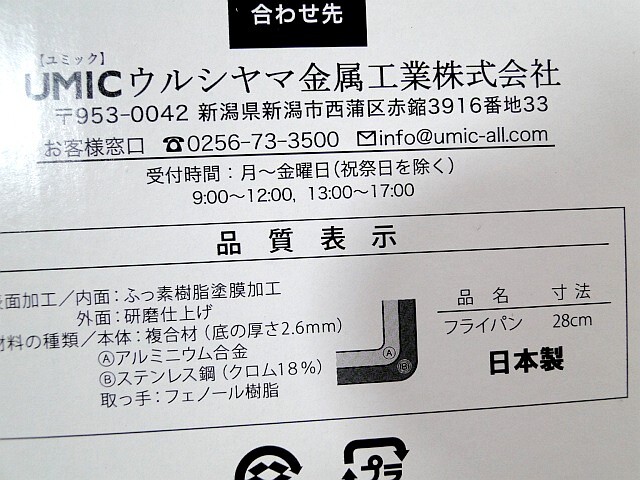 合わせ先
【ユミック】
UMICウルシヤマ金属工業株式会社
〒953-0042 新潟県新潟市西蒲区赤鏥3916番地33
お客様窓口 ☎0256-73-3500 ✉info@umic-all.com
受付時間：月〜金曜日（祝祭日を除く）
9:00〜12:00, 13:00〜17:00
品質表示
表面加工／内面：ふっ素樹脂塗膜加工
外面：研磨仕上げ
材料の種類／本体：複合材（底の厚さ2.6mm）
Ⓐアルミニウム合金
Ⓑステンレス鋼（クロム18％）
取っ手：フェノール樹脂
Ⓐ
Ⓑ
品名 寸法
フライパン 28cm
日本製
プラ